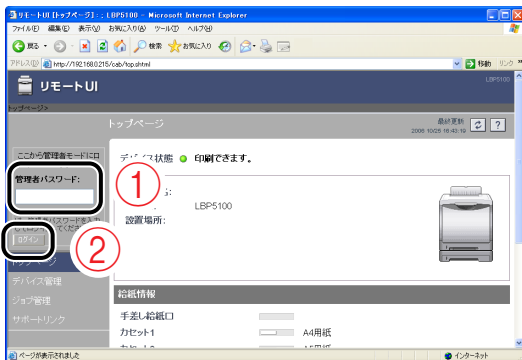 リモートUI [トップページ] : ; LBP5100 - Microsoft Internet Explorer
ファイル(F) 編集(E) 表示(V) お気に入り(A) ツール(T) ヘルプ(H)
戻る 検索 お気に入り
アドレス(D) http://192.168.0.215/cab/top.shtml 移動 リンク
リモートUI LBP5100
トップページ>
トップページ 最終更新 2006 10/25 16:43:19
ここから管理者モードにロ
管理者パスワード:
ログイン
①
②
印刷できます。
LBP5100
設置場所:
トップページ
デバイス管理
ジョブ管理
サポートリンク
給紙情報
手差し給紙口
カセット1 A4用紙
ページが表示されました インターネット